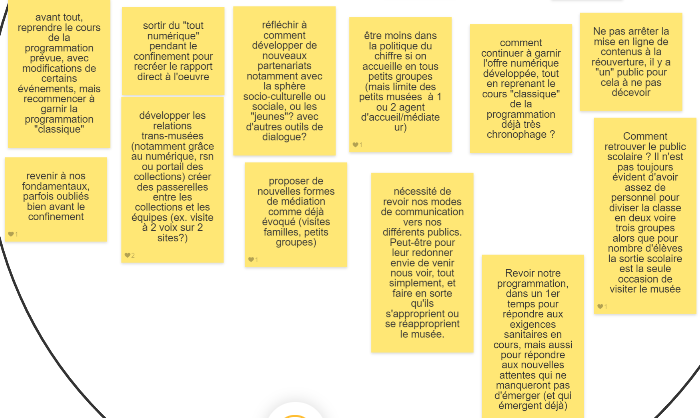 avant tout,
reprendre le cours
de la
programmation
prévue, avec
modifications de
certains
événements, mais
recommencer à
garnir la
programmation
"classique"
sortir du "tout
numérique"
pendant le
confinement pour
recréer le rapport
direct à l'oeuvre
réfléchir à
comment
développer de
nouveaux
partenariats
notamment avec
la sphère
socio-culturelle ou
sociale, ou les
"jeunes"? avec
d'autres outils de
dialogue?
être moins dans
la politique du
chiffre si on
accueille en tous
petits groupes
(mais limite des
petits musées à 1
ou 2 agent
d'accueil/médiate
ur)
1
comment
continuer à garnir
l'offre numérique
développée, tout
en reprenant le
cours "classique"
de la
programmation
déjà très
chronophage ?
Ne pas arrêter la
mise en ligne de
contenus à la
réouverture, il y a
"un" public pour
cela à ne pas
décevoir
revenir à nos
fondamentaux,
parfois oubliés
bien avant le
confinement
1
développer les
relations
trans-musées
(notamment grâce
au numérique, rsn
ou portail des
collections) créer
des passerelles
entre les
collections et les
équipes (ex. visite
à 2 voix sur 2
sites?)
2
proposer de
nouvelles formes
de médiation
comme déjà
évoqué (visites
familles, petits
groupes)
1
nécessité de
revoir nos modes
de communication
vers nos
différents publics.
Peut-être pour
leur redonner
envie de venir
nous voir, tout
simplement, et
faire en sorte
qu'ils
s'approprient ou
se réapproprient
le musée.
Revoir notre
programmation,
dans un 1er
temps pour
répondre aux
exigences
sanitaires en
cours, mais aussi
pour répondre
aux nouvelles
attentes qui ne
manqueront pas
d'émerger (et qui
émergent déjà)
Comment
retrouver le public
scolaire ? Il n'est
pas toujours
évident d'avoir
assez de
personnel pour
diviser la classe
en deux voire
trois groupes
alors que pour
nombre d'élèves
la sortie scolaire
est la seule
occasion de
visiter le musée
1